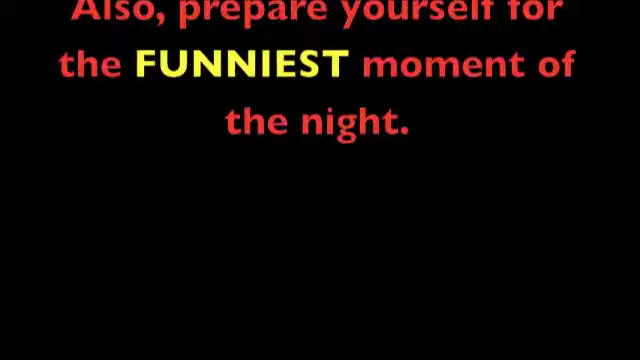 Also, prepare yourself for
the FUNNIEST moment of
the night.